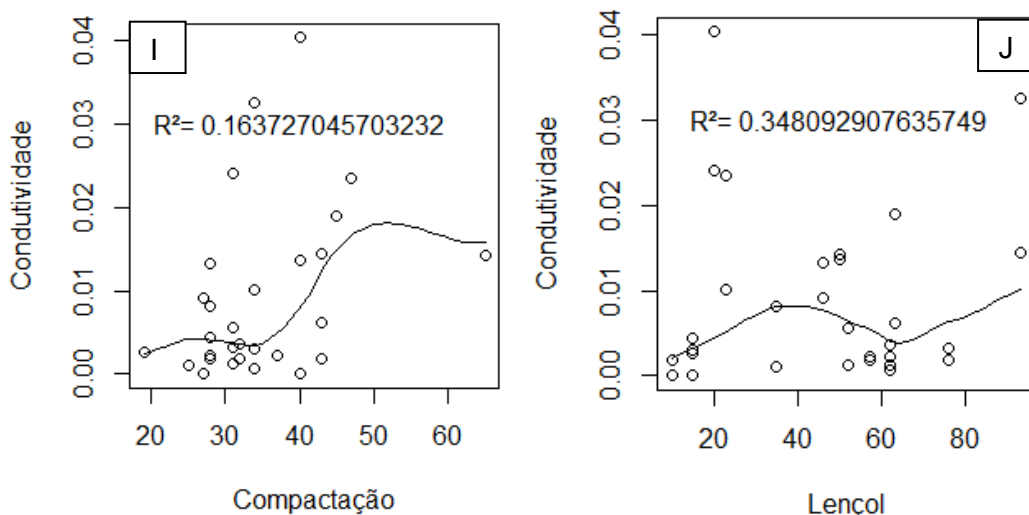 I
R²= 0.163727045703232
Condutividade
0.00 0.01 0.02 0.03 0.04
20 30 40 50 60
Compactação
J
R²= 0.348092907635749
Condutividade
0.00 0.01 0.02 0.03 0.04
20 40 60 80
Lençol